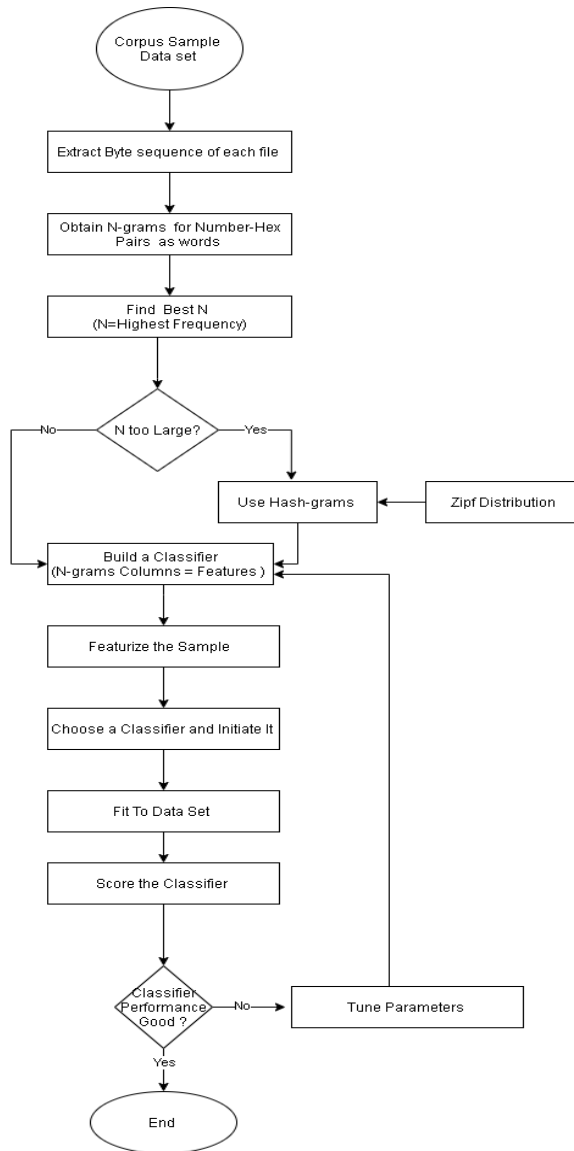 Corpus Sample
Data set
Extract Byte sequence of each file
Obtain N-grams for Number-Hex
Pairs as words
Find Best N
(N=Highest Frequency)
N too Large?
No
Yes
Use Hash-grams
Zipf Distribution
Build a Classifier
(N-grams Columns = Features )
Featurize the Sample
Choose a Classifier and Initiate It
Fit To Data Set
Score the Classifier
Classifier
Performance
Good ?
No
Tune Parameters
Yes
End